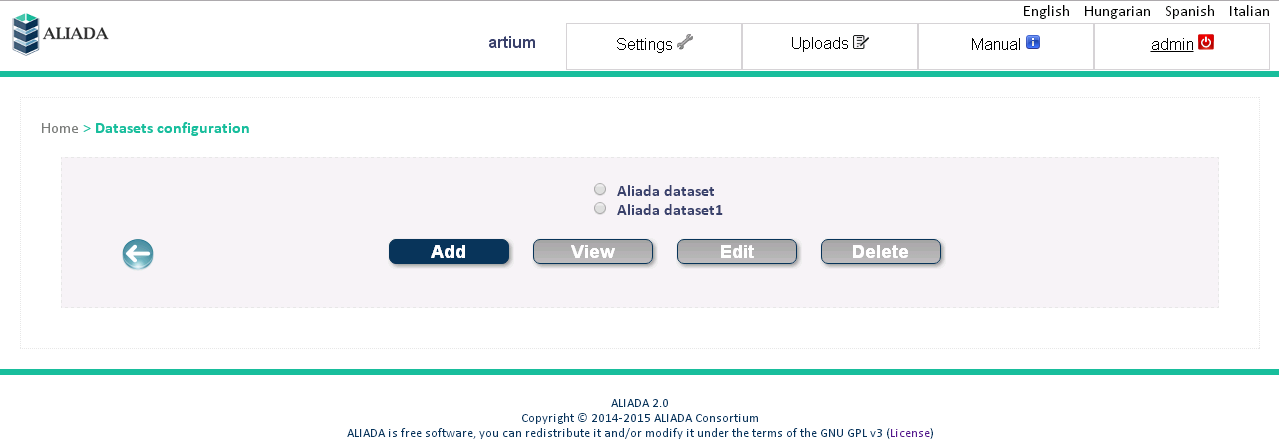 English Hungarian Spanish Italian
ALIADA
artium
Settings
Uploads
Manual
admin
Home > Datasets configuration
Aliada dataset
Aliada dataset1
Add
View
Edit
Delete
ALIADA 2.0
Copyright © 2014-2015 ALIADA Consortium
ALIADA is free software, you can redistribute it and/or modify it under the terms of the GNU GPL v3 (License)